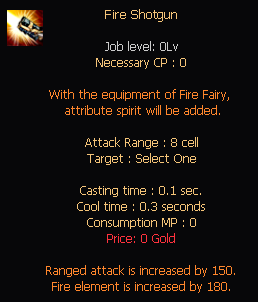 Fire Shotgun
Job level: 0Lv
Necessary CP : 0
With the equipment of Fire Fairy,
attribute spirit will be added.
Attack Range : 8 cell
Target : Select One
Casting time : 0.1 sec.
Cool time : 0.3 seconds
Consumption MP : 0
Price: 0 Gold
Ranged attack is increased by 150.
Fire element is increased by 180.